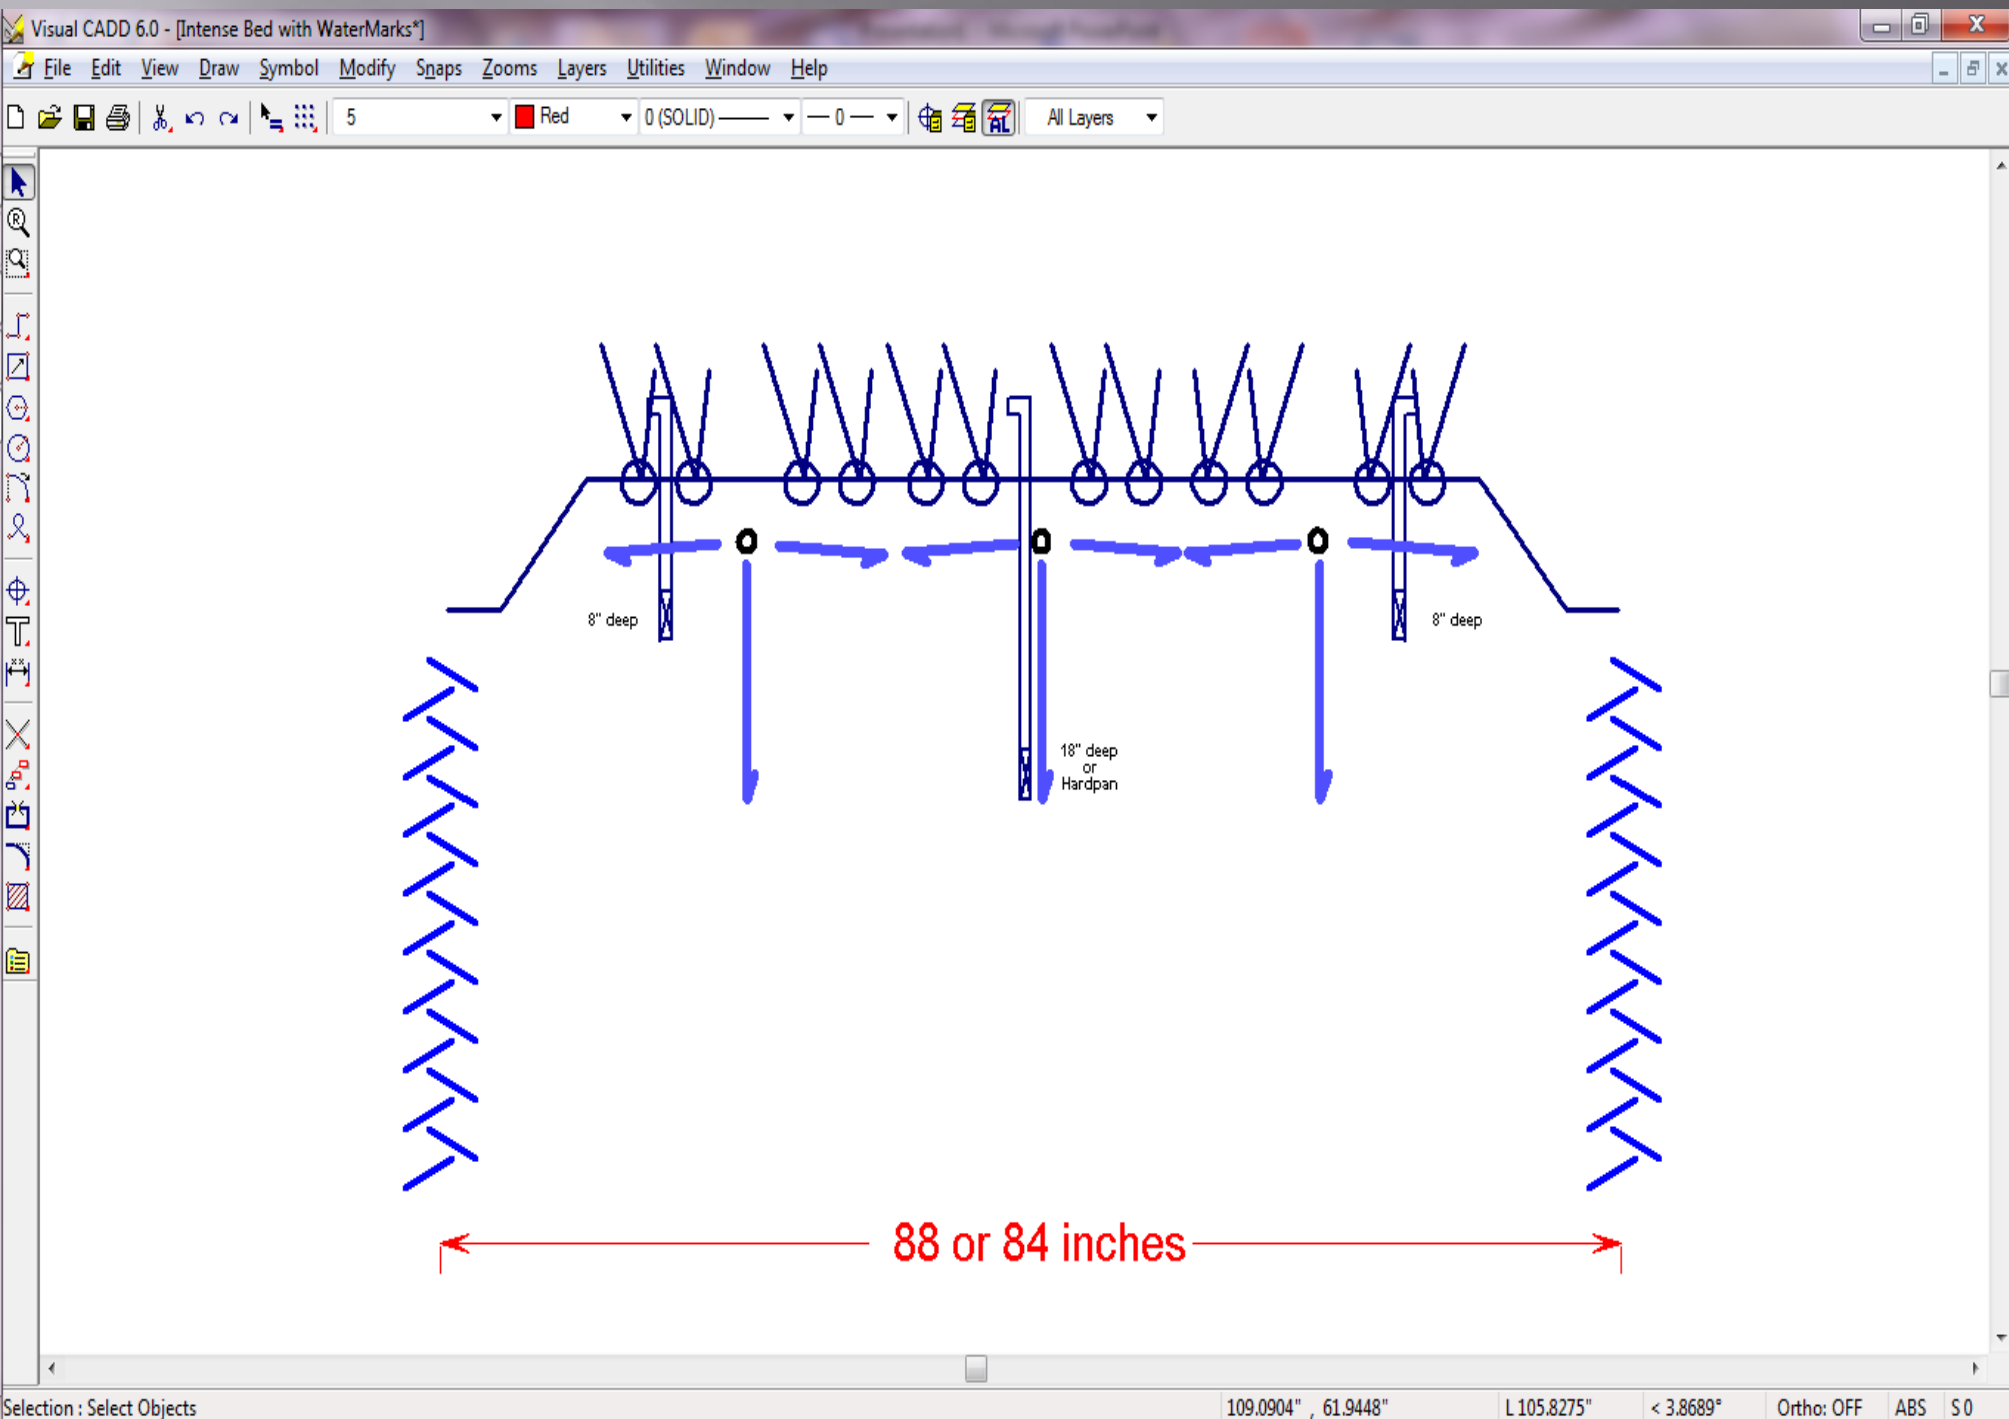 Visual CADD 6.0 - [Intense Bed with WaterMarks*]
File Edit View Draw Symbol Modify Snaps Zooms Layers Utilities Window Help
5 Red 0 (SOLID) 0 AL All Layers
R
8" deep 8" deep
18" deep
or
Hardpan
88 or 84 inches
Selection : Select Objects 109.0904" , 61.9448" L 105.8275" < 3.8689° Ortho: OFF ABS S 0